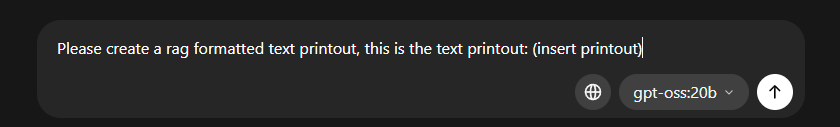 Please create a rag formatted text printout, this is the text printout: (insert printout)
gpt-oss:20b